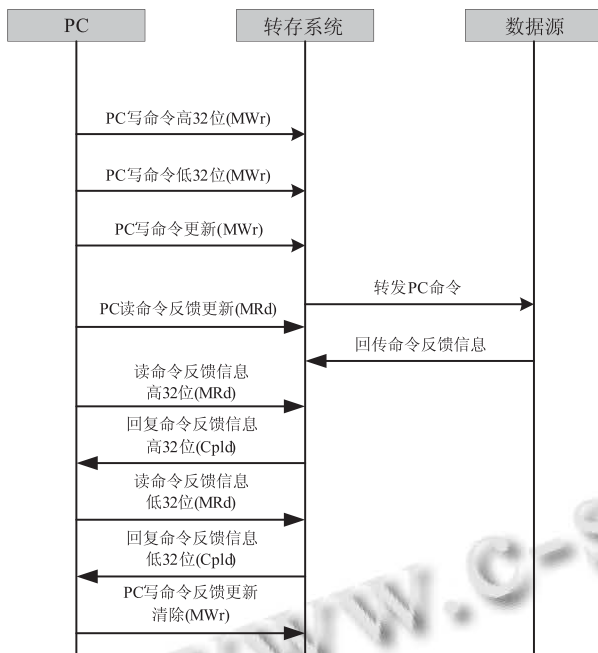 PC
转存系统
数据源
PC写命令高32位(MWr)
PC写命令低32位(MWr)
PC写命令更新(MWr)
转发PC命令
PC读命令反馈更新(MRd)
回传命令反馈信息
读命令反馈信息
高32位(MRd)
回复命令反馈信息
高32位(Cpld)
读命令反馈信息
低32位(MRd)
回复命令反馈信息
低32位(Cpld)
PC写命令反馈更新
清除(MWr)